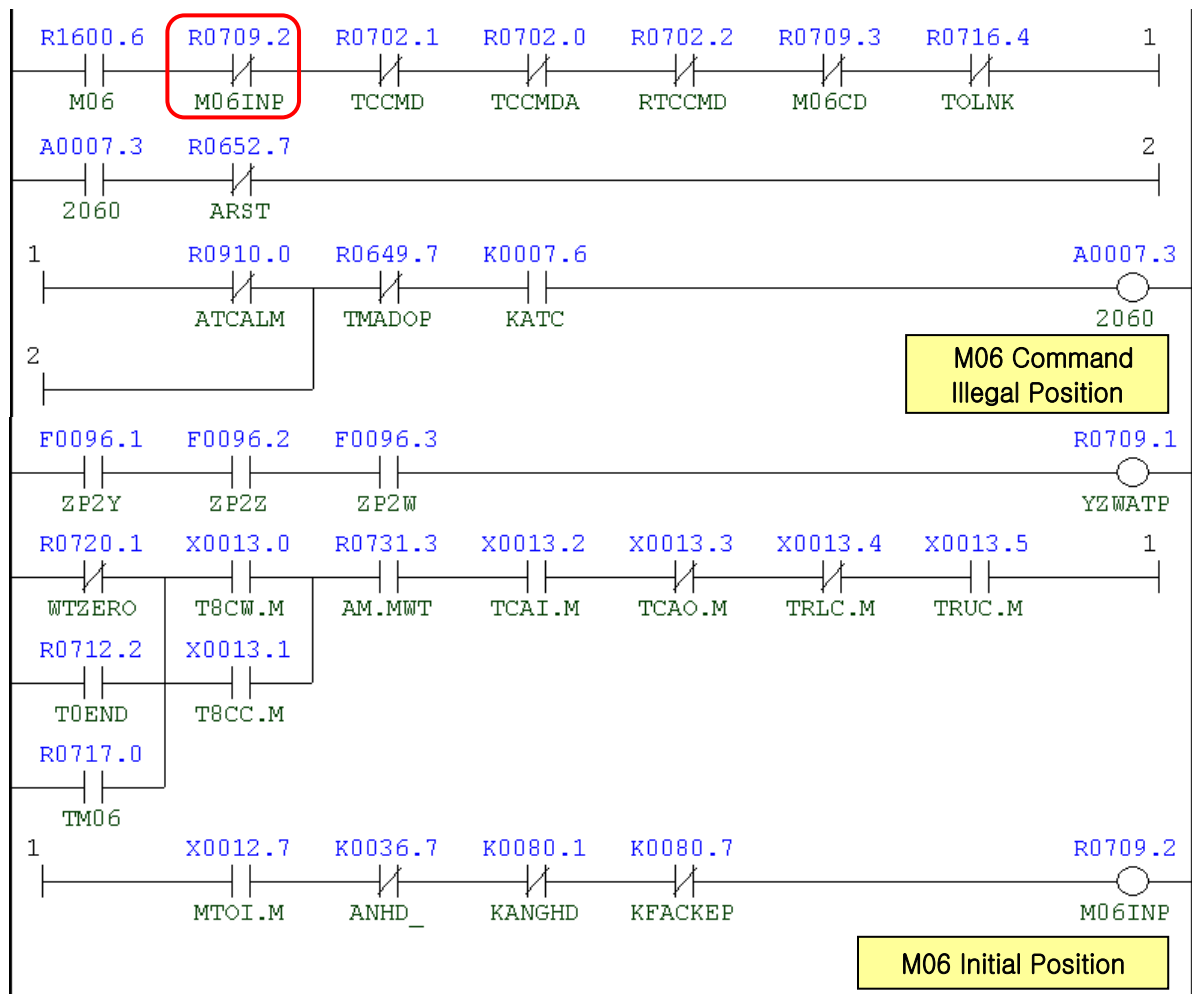 R1600.6 R0709.2 R0702.1 R0702.0 R0702.2 R0709.3 R0716.4 1
M06 M06INP TCCMD TCCMDA RTCCMD M06CD TOLNK
A0007.3 R0652.7 2
2060 ARST
1 R0910.0 R0649.7 K0007.6 A0007.3
ATCALM TMADOP KATC 2060
2
M06 Command
Illegal Position
F0096.1 F0096.2 F0096.3 R0709.1
ZP2Y ZP2Z ZP2W YZWATP
R0720.1 X0013.0 R0731.3 X0013.2 X0013.3 X0013.4 X0013.5 1
WTZERO T8CW.M AM.MWT TCAI.M TCAO.M TRLC.M TRUC.M
R0712.2 X0013.1
T0END T8CC.M
R0717.0
TM06
1 X0012.7 K0036.7 K0080.1 K0080.7 R0709.2
MTOI.M ANHD_ KANGHD KFACKEP M06INP
M06 Initial Position